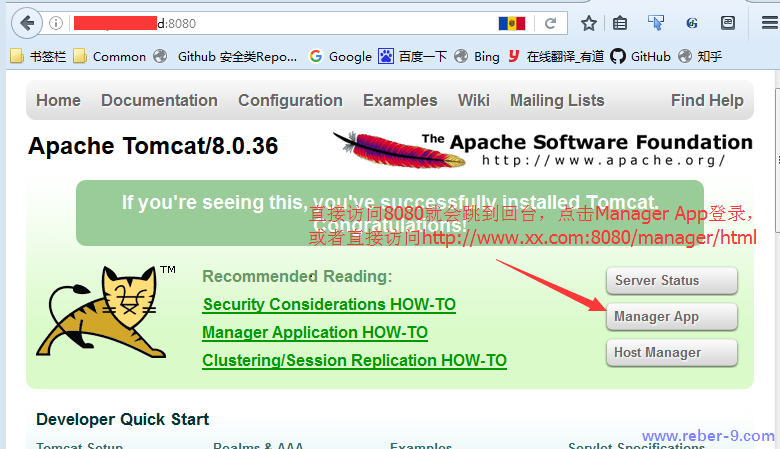 d:8080
书签栏 Common Github 安全类Repo... Google 百度一下 Bing 在线翻译_有道 GitHub 知乎
Home Documentation Configuration Examples Wiki Mailing Lists Find Help
Apache Tomcat/8.0.36
The Apache Software Foundation
http://www.apache.org/
If you're seeing this, you've successfully installed Tomcat.
Congratulations!
直接访问8080就会跳到回台，点击Manager App登录，
或者直接访问http://www.xx.com:8080/manager/html
TM
Recommended Reading:
Security Considerations HOW-TO
Manager Application HOW-TO
Clustering/Session Replication HOW-TO
Server Status
Manager App
Host Manager
Developer Quick Start
Tomcat Setup Realms & AAA Examples Servlet Specifications
www.reber-9.com